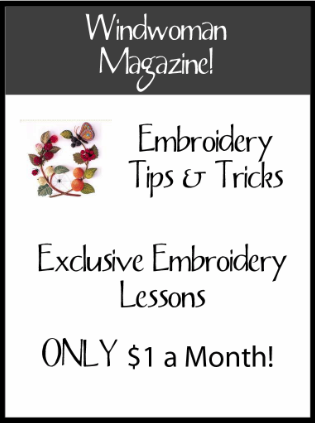 Windwoman
Magazine!
Embroidery
Tips & Tricks
Exclusive Embroidery
Lessons
ONLY $1 a Month!